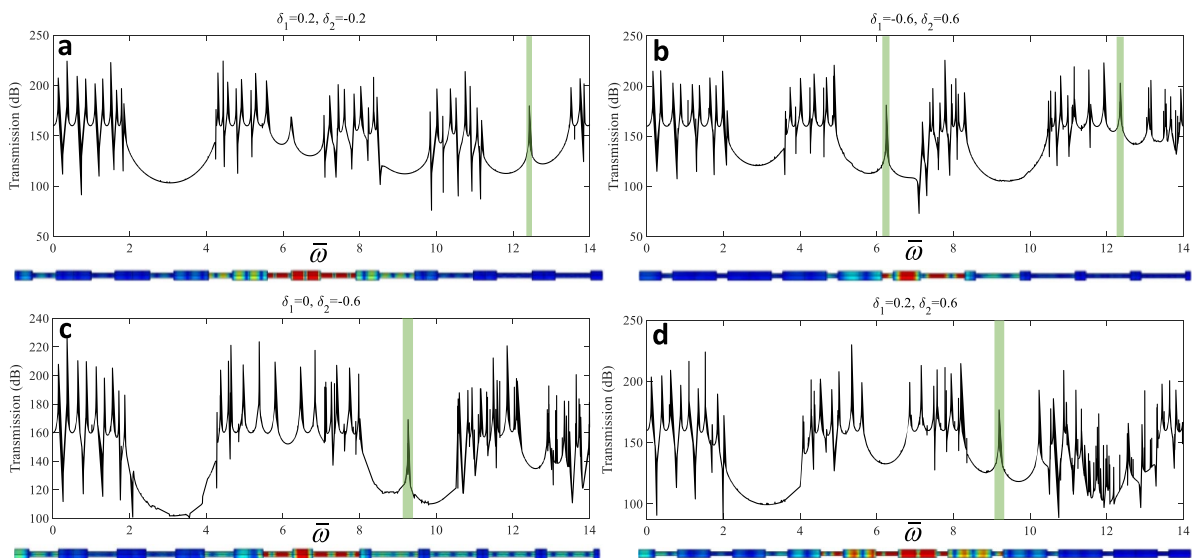 δ1=0.2, δ2=-0.2
a
250
200
150
100
50
Transmission (dB)
0 2 4 6 8 10 12 14
ω̅
δ1=-0.6, δ2=0.6
b
250
200
150
100
50
Transmission (dB)
0 2 4 6 8 10 12 14
ω̅
δ1=0, δ2=-0.6
c
240
220
200
180
160
140
120
100
Transmission (dB)
0 2 4 6 8 10 12 14
ω̅
δ1=0.2, δ2=0.6
d
250
200
150
100
Transmission (dB)
0 2 4 6 8 10 12 14
ω̅